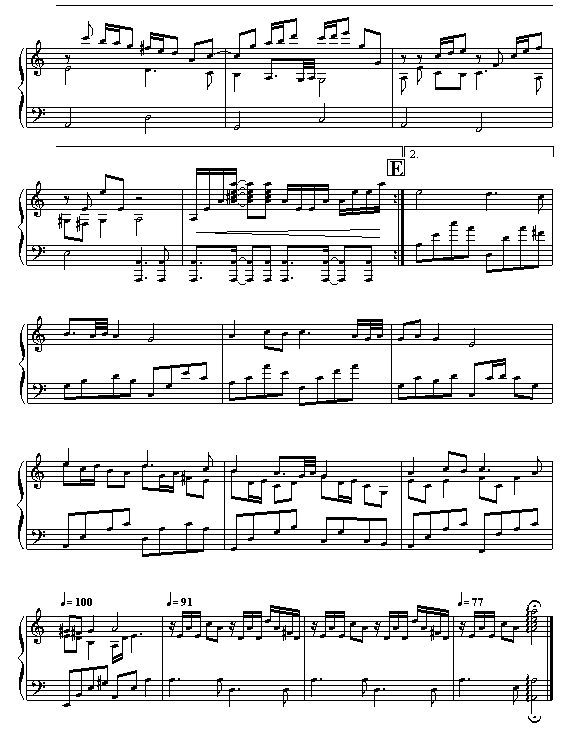 E 2.
♩= 100 ♩= 91 ♩= 77